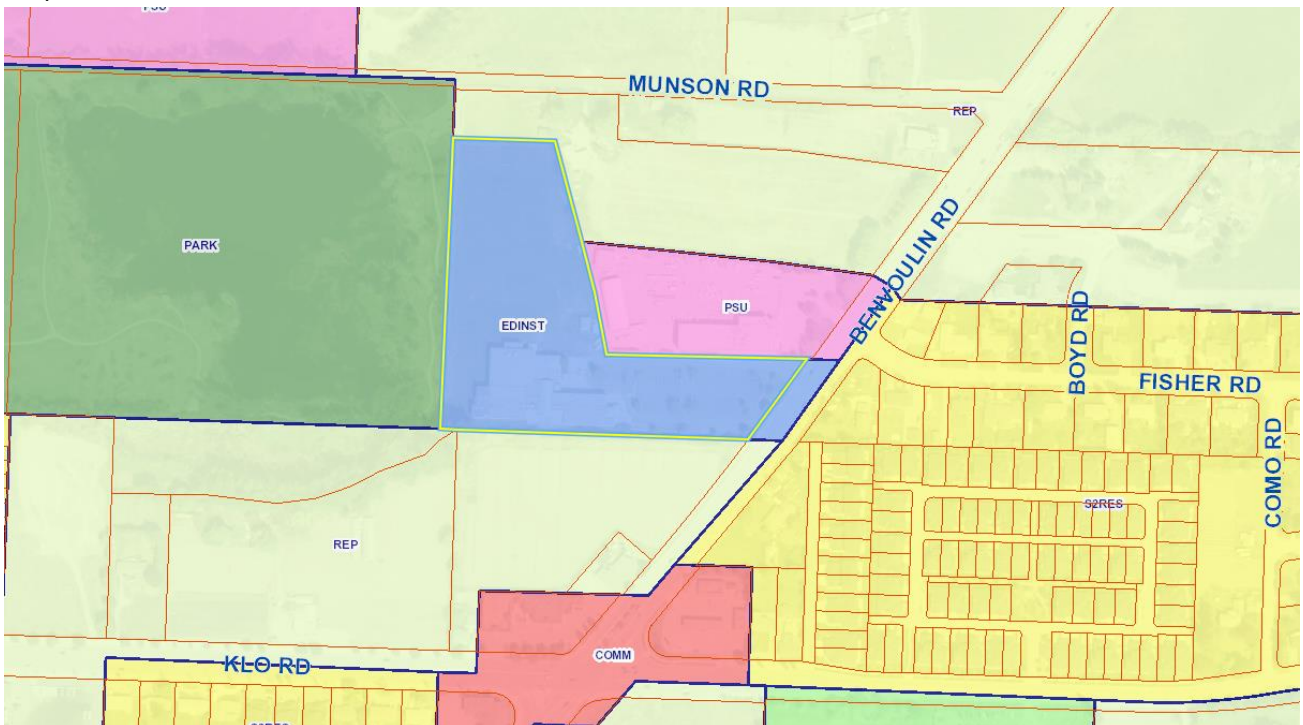 PSU
MUNSON RD
REP
PARK
BENVOULIN RD
PSU
EDINST
BOYD RD
FISHER RD
COMO RD
S2RES
REP
COMM
KLO RD
S2RES